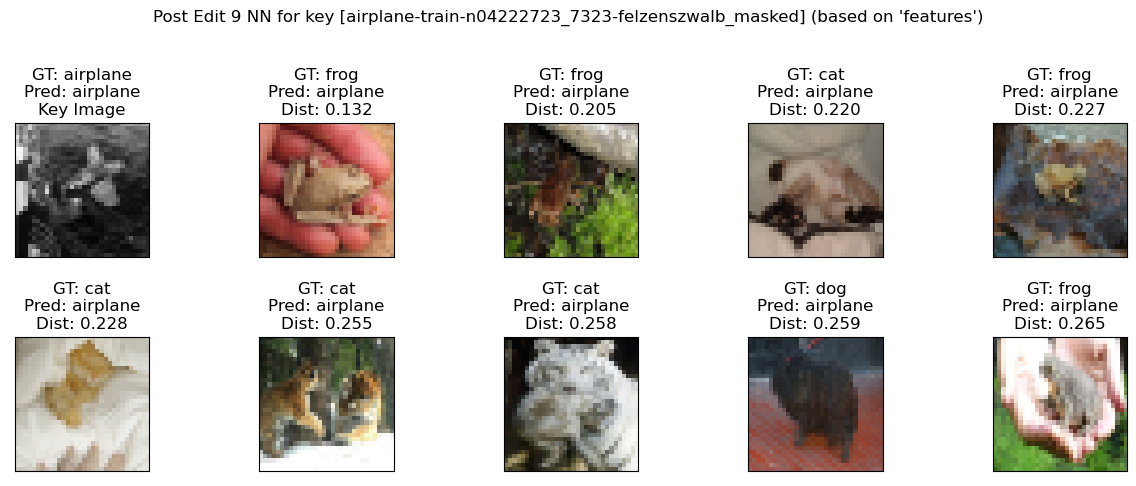 Post Edit 9 NN for key [airplane-train-n04222723_7323-felzenszwalb_masked] (based on 'features')
GT: airplane
Pred: airplane
Key Image
GT: frog
Pred: airplane
Dist: 0.132
GT: frog
Pred: airplane
Dist: 0.205
GT: cat
Pred: airplane
Dist: 0.220
GT: frog
Pred: airplane
Dist: 0.227
GT: cat
Pred: airplane
Dist: 0.228
GT: cat
Pred: airplane
Dist: 0.255
GT: cat
Pred: airplane
Dist: 0.258
GT: dog
Pred: airplane
Dist: 0.259
GT: frog
Pred: airplane
Dist: 0.265